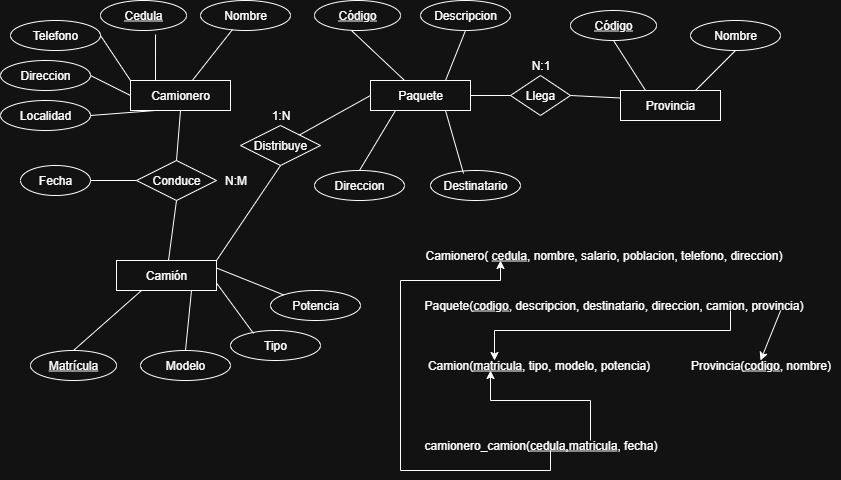 Cedula
Nombre
Código
Descripcion
Código
Telefono
Nombre
Direccion
N:1
Camionero
Paquete
Llega
Provincia
Localidad
1:N
Distribuye
Fecha
Conduce
N:M
Direccion
Destinatario
Camionero( cedula, nombre, salario, poblacion, telefono, direccion)
Camión
Potencia
Paquete(codigo, descripcion, destinatario, direccion, camion, provincia)
Tipo
Matrícula
Modelo
Camion(matricula, tipo, modelo, potencia)
Provincia(codigo, nombre)
camionero_camion(cedula,matricula, fecha)